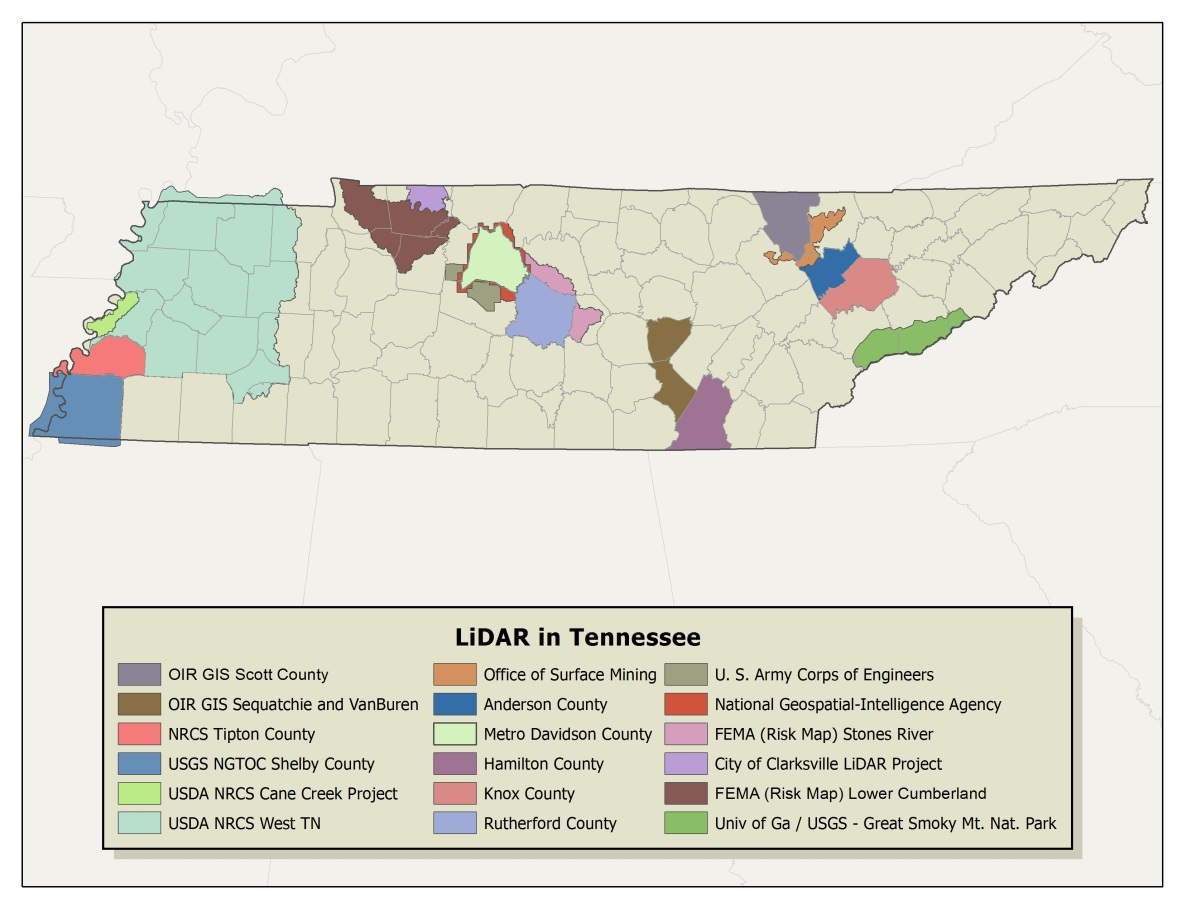 LiDAR in Tennessee
OIR GIS Scott County
OIR GIS Sequatchie and VanBuren
NRCS Tipton County
USGS NGTOC Shelby County
USDA NRCS Cane Creek Project
USDA NRCS West TN
Office of Surface Mining
Anderson County
Metro Davidson County
Hamilton County
Knox County
Rutherford County
U. S. Army Corps of Engineers
National Geospatial-Intelligence Agency
FEMA (Risk Map) Stones River
City of Clarksville LiDAR Project
FEMA (Risk Map) Lower Cumberland
Univ of Ga / USGS - Great Smoky Mt. Nat. Park